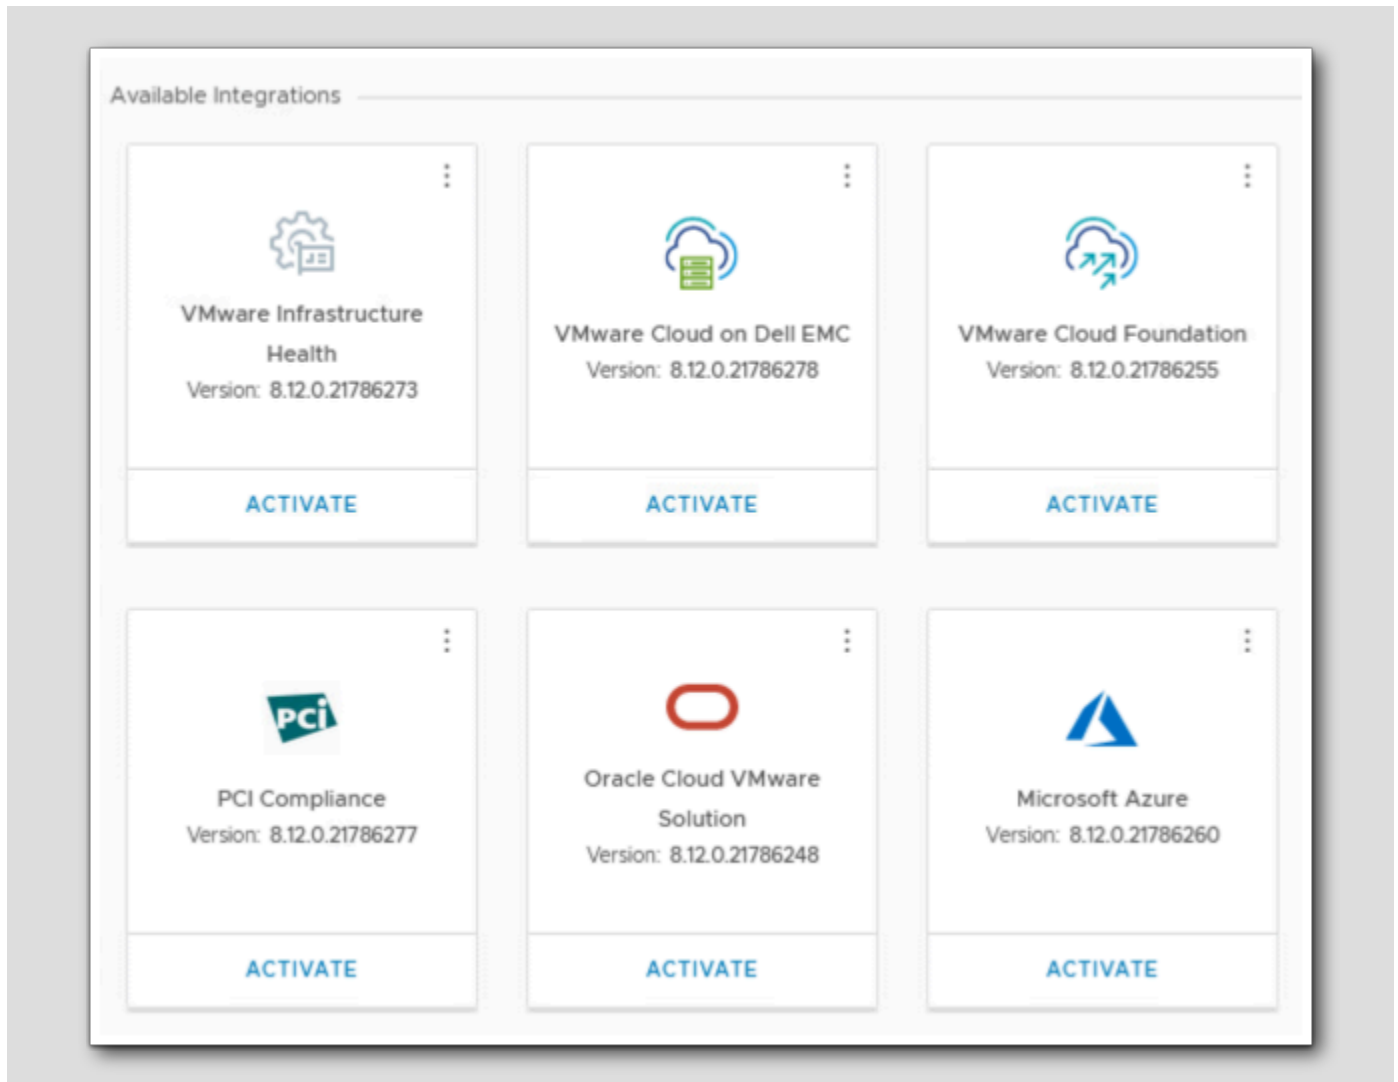 Available Integrations
VMware Infrastructure
Health
Version: 8.12.0.21786273
ACTIVATE
VMware Cloud on Dell EMC
Version: 8.12.0.21786278
ACTIVATE
VMware Cloud Foundation
Version: 8.12.0.21786255
ACTIVATE
PCi
PCI Compliance
Version: 8.12.0.21786277
ACTIVATE
Oracle Cloud VMware
Solution
Version: 8.12.0.21786248
ACTIVATE
Microsoft Azure
Version: 8.12.0.21786260
ACTIVATE